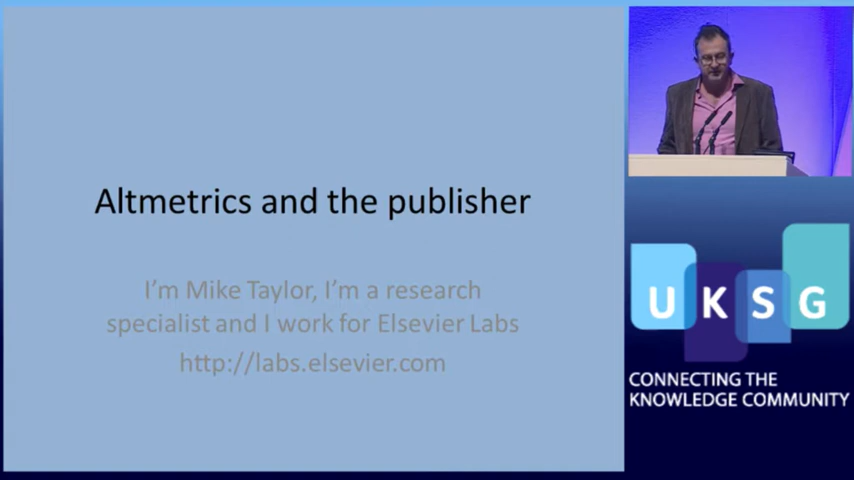 Altmetrics and the publisher
I'm Mike Taylor, I'm a research
specialist and I work for Elsevier Labs
http://labs.elsevier.com
UKSG
CONNECTING THE
KNOWLEDGE COMMUNITY